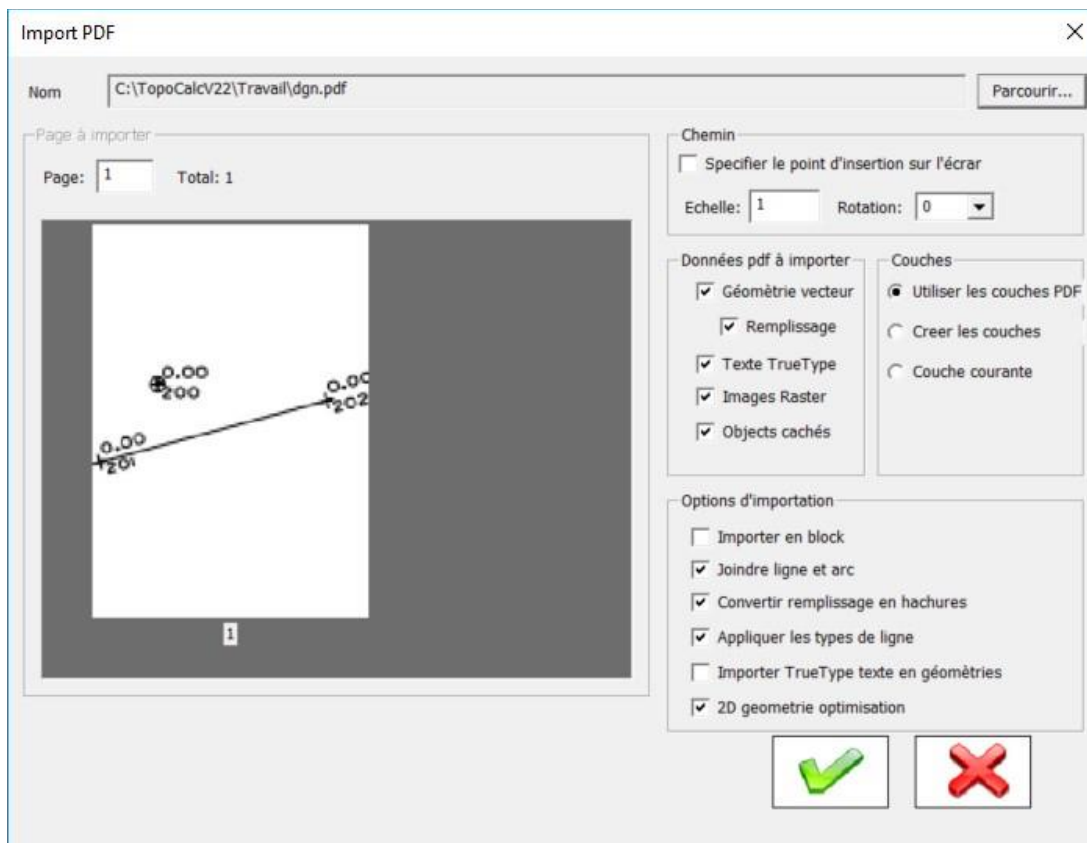 Import PDF
Nom C:\TopoCalcV22\Travail\dgn.pdf Parcourir...
Page à importer
Page: 1 Total: 1
0.00
200
0.00
202
0.00
201
1
Chemin
Specifier le point d'insertion sur l'écrar
Echelle: 1 Rotation: 0
Données pdf à importer
Géomètrie vecteur
Remplissage
Texte TrueType
Images Raster
Objects cachés
Couches
Utiliser les couches PDF
Creer les couches
Couche courante
Options d'importation
Importer en block
Joindre ligne et arc
Convertir remplissage en hachures
Appliquer les types de ligne
Importer TrueType texte en géomètries
2D geometrie optimisation